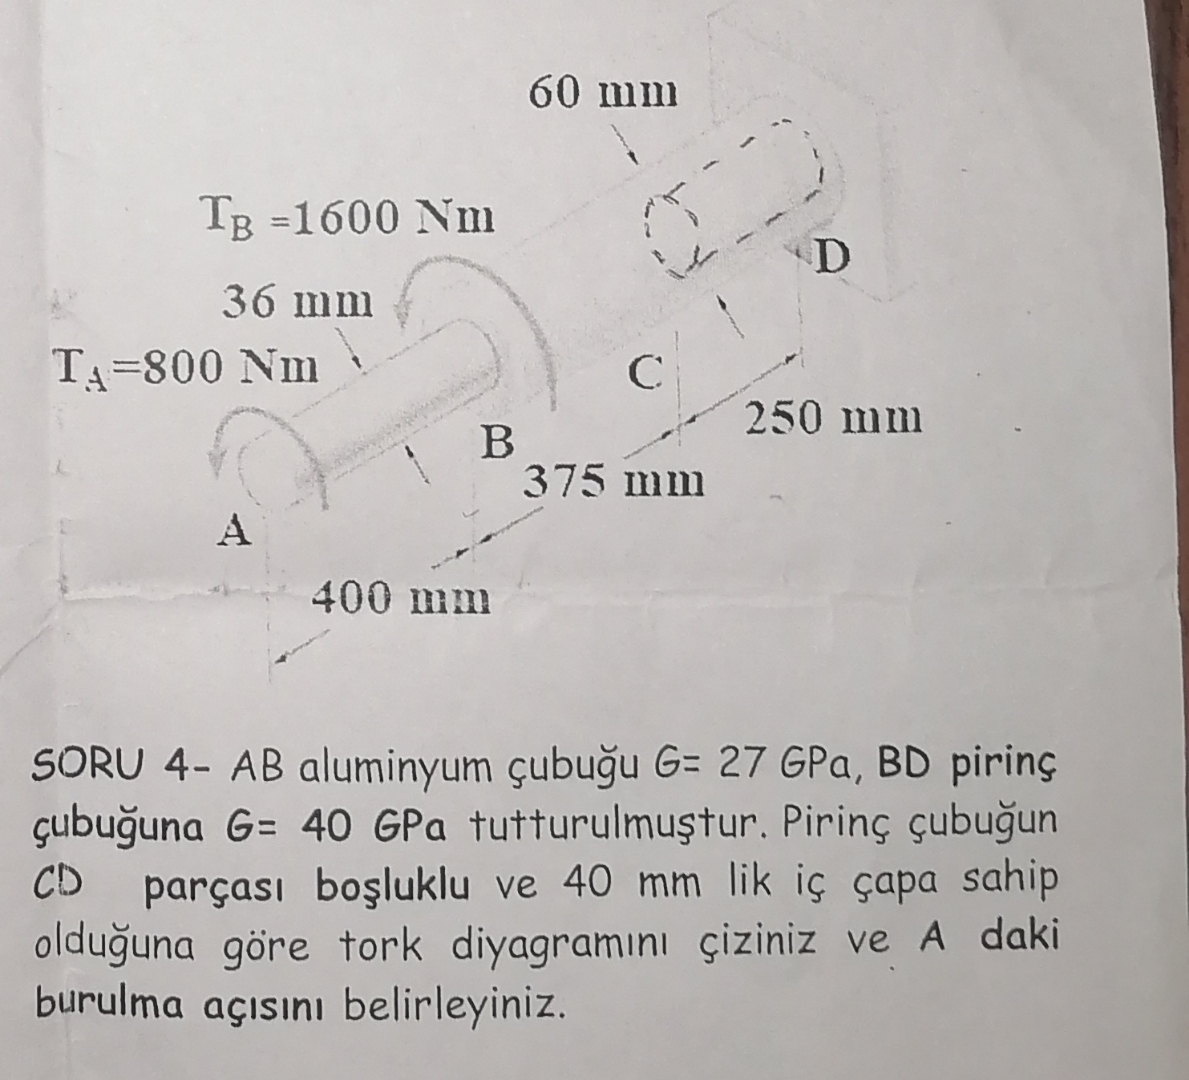 60 mm
T_B =1600 Nm
36 mm
T_A=800 Nm
D
C
250 mm
B
375 mm
A
400 mm
SORU 4- AB aluminyum çubuğu G= 27 GPa, BD pirinç
çubuğuna G= 40 GPa tutturulmuştur. Pirinç çubuğun
CD parçası boşluklu ve 40 mm lik iç çapa sahip
olduğuna göre tork diyagramını çiziniz ve A daki
burulma açısını belirleyiniz.